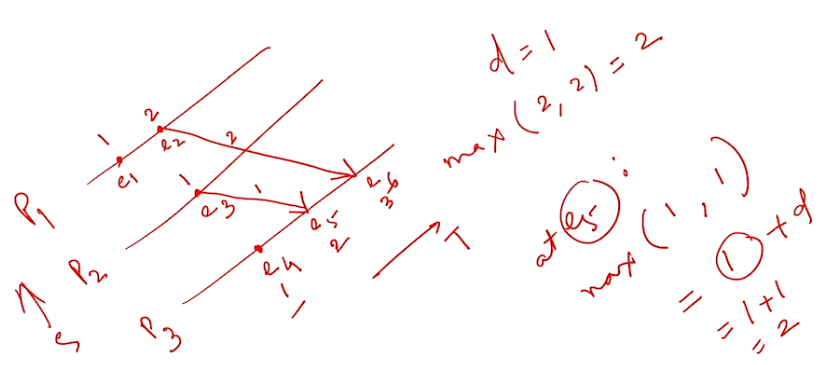 d = 1
max ( 2 , 2 ) = 2
1
2
e1
e2
2
P1
1
e3
1
P2
e4
1
e5
2
e6
3
P3
S
T
at e5 :
max ( 1 , 1 )
= 1 + d
= 1 + 1
= 2